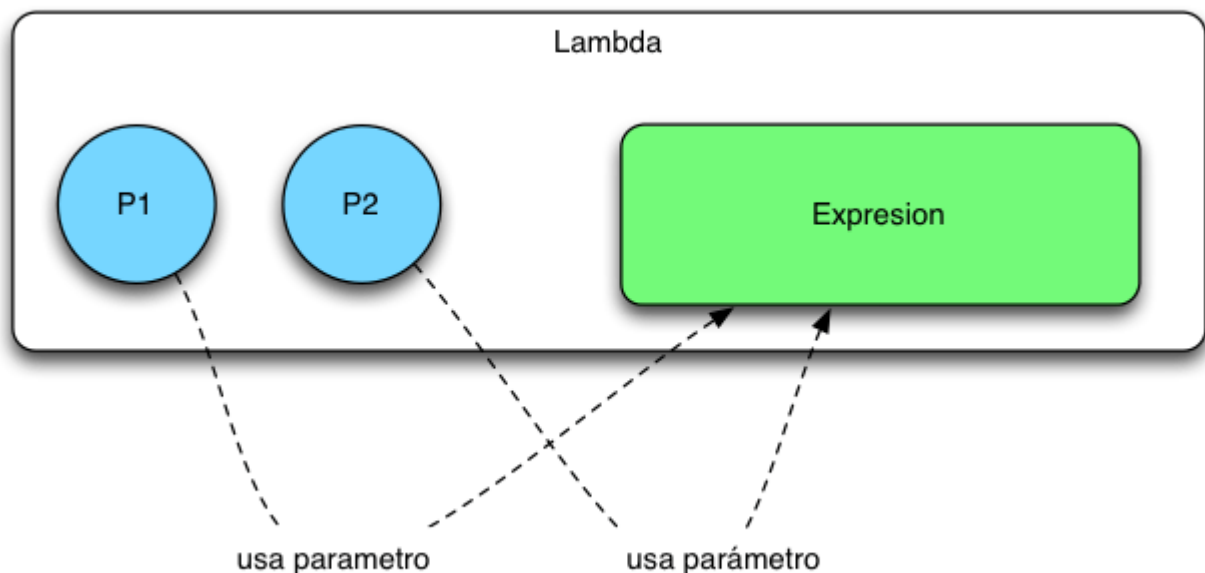 Lambda
P1
P2
Expresion
usa parametro
usa parámetro